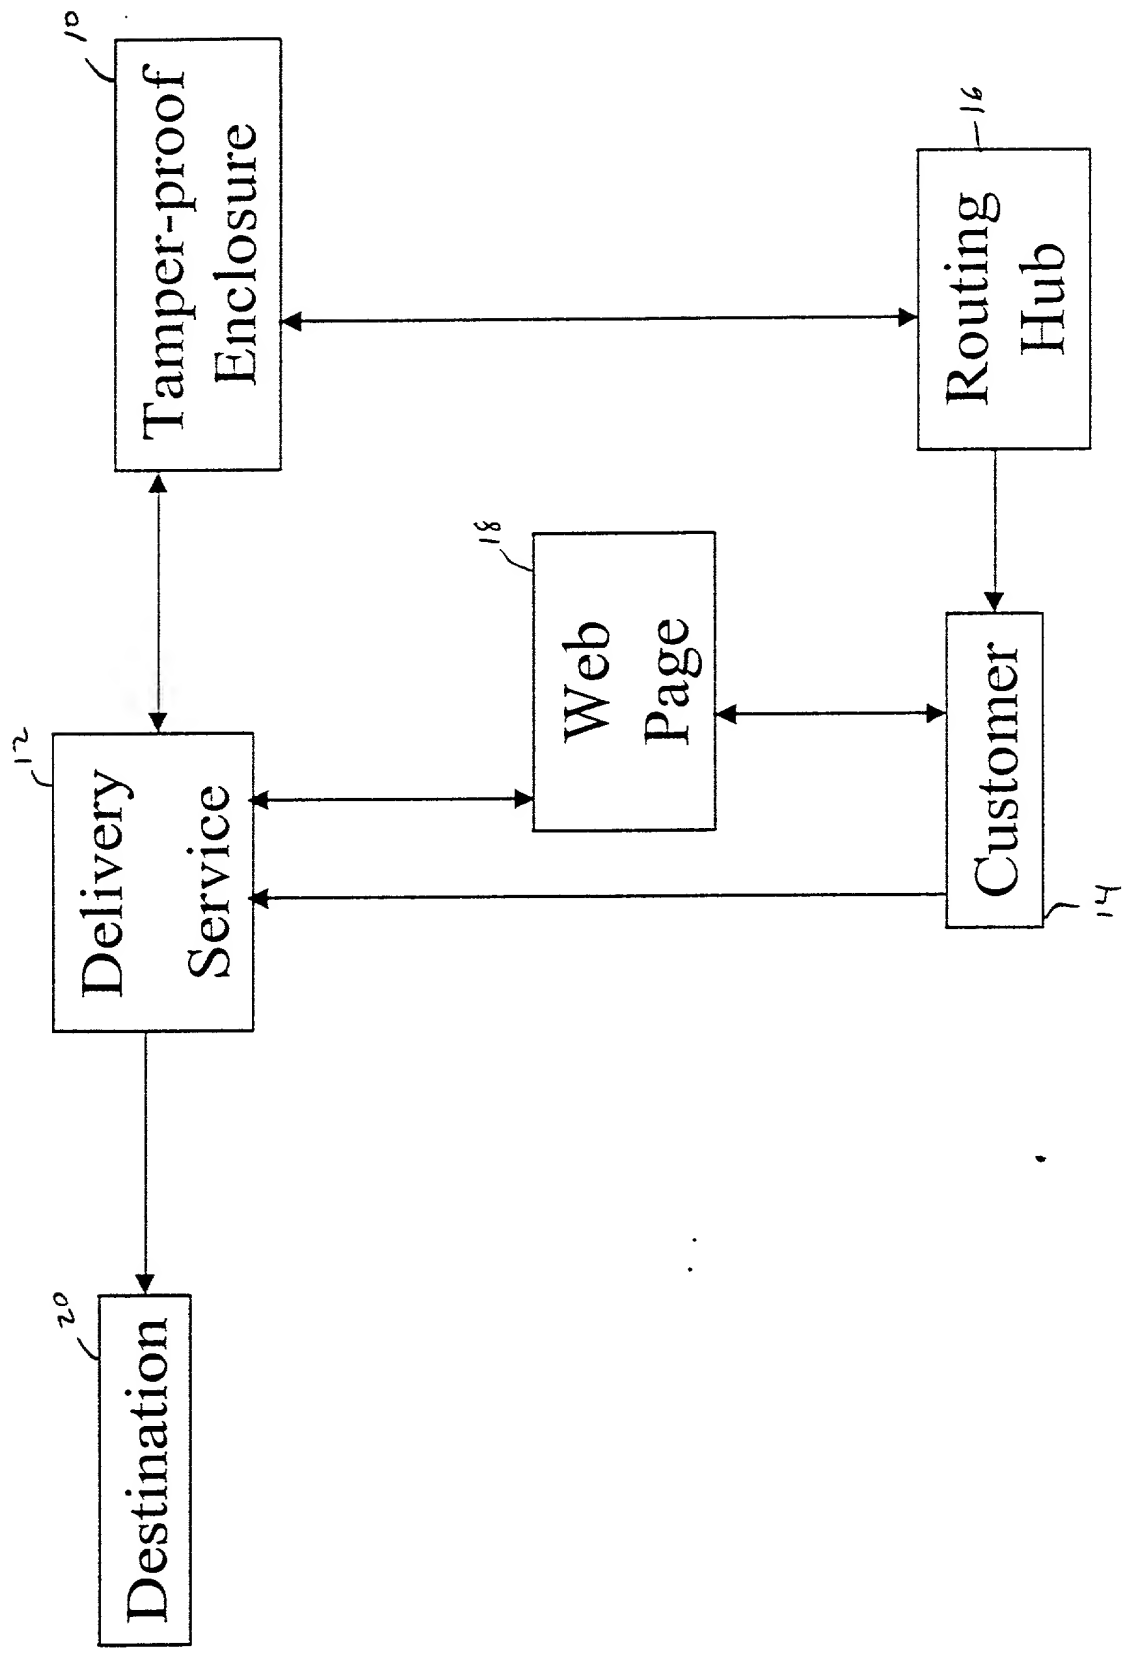 20
Destination
12
Delivery
Service
10
Tamper-proof
Enclosure
18
Web
Page
14
Customer
16
Routing
Hub